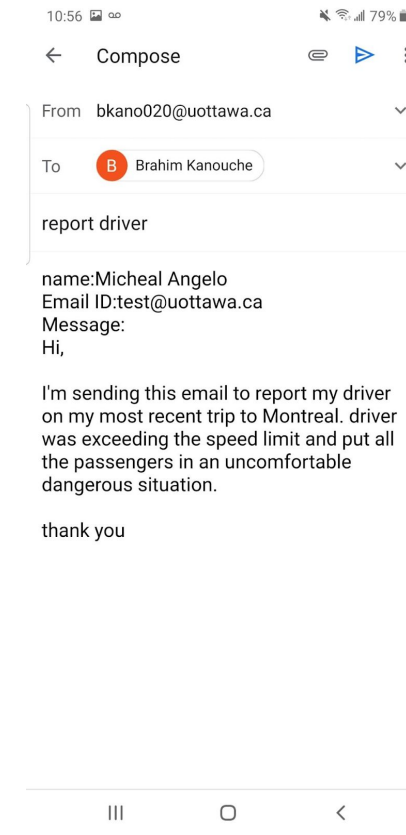 10:56 79%
Compose
From bkano020@uottawa.ca
To B Brahim Kanouche
report driver
name:Micheal Angelo
Email ID:test@uottawa.ca
Message:
Hi,
I'm sending this email to report my driver
on my most recent trip to Montreal. driver
was exceeding the speed limit and put all
the passengers in an uncomfortable
dangerous situation.
thank you